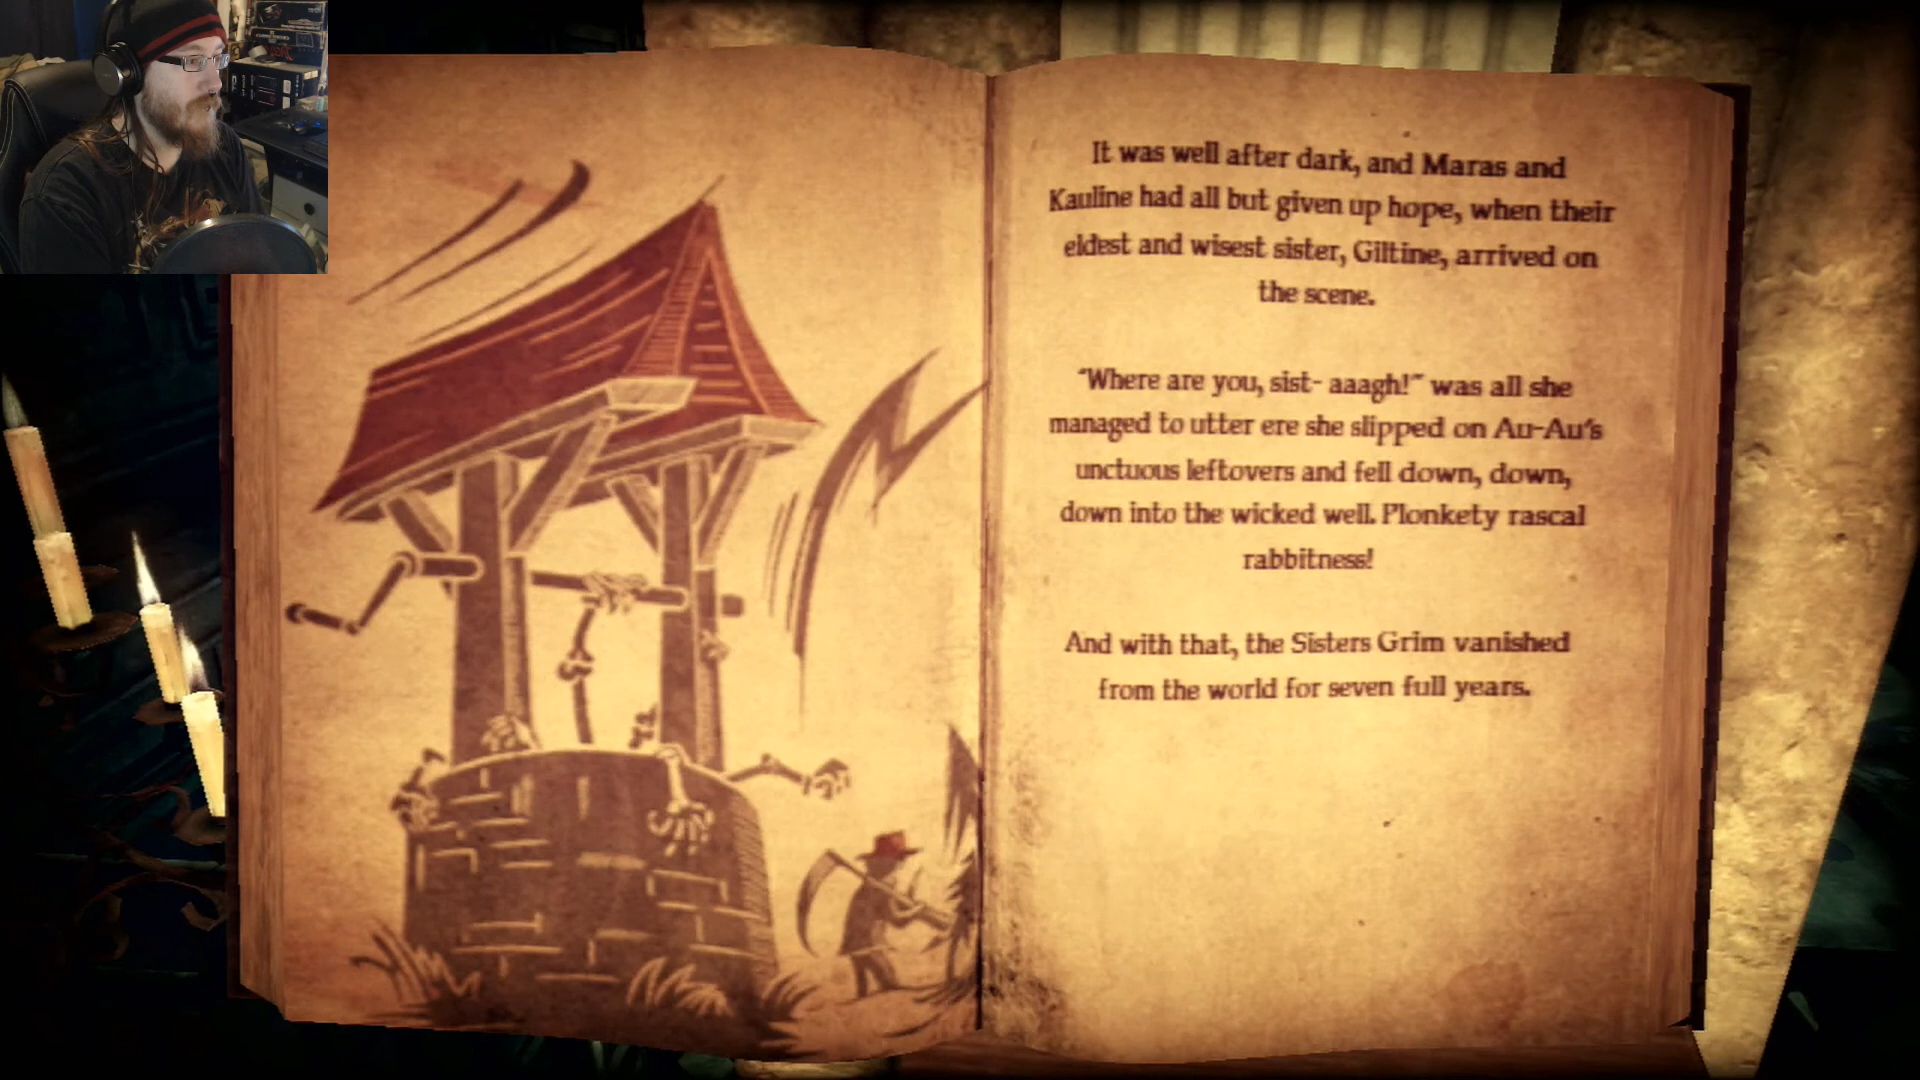 It was well after dark, and Maras and
Kauline had all but given up hope, when their
eldest and wisest sister, Giltine, arrived on
the scene.
"Where are you, sist- aaagh!" was all she
managed to utter ere she slipped on Au-Au's
unctuous leftovers and fell down, down,
down into the wicked well. Plonkety rascal
rabbitness!
And with that, the Sisters Grim vanished
from the world for seven full years.